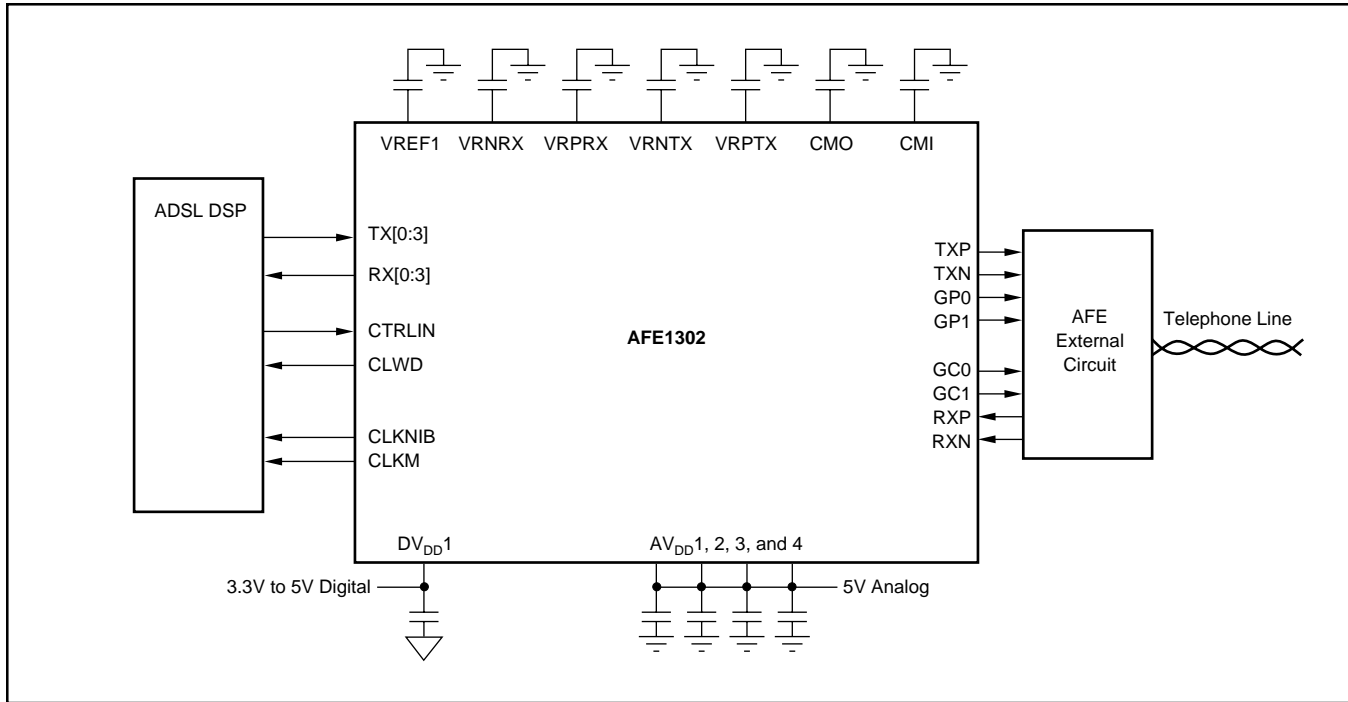 VREF1 VRNRX VRPRX VRNTX VRPTX CMO CMI
ADSL DSP
TX[0:3]
RX[0:3]
CTRLIN
CLWD
CLKNIB
CLKM
AFE1302
TXP
TXN
GP0
GP1
GC0
GC1
RXP
RXN
AFE
External
Circuit
Telephone Line
DVDD1
AVDD1, 2, 3, and 4
3.3V to 5V Digital
5V Analog